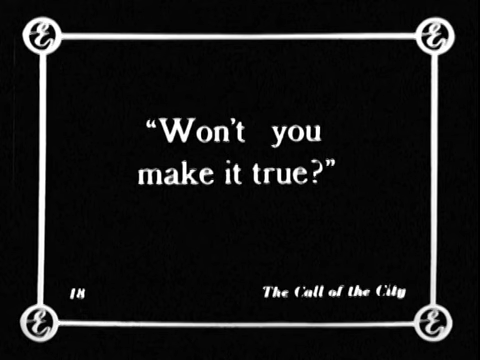 “Won't you
make it true?”
18
The Call of the City